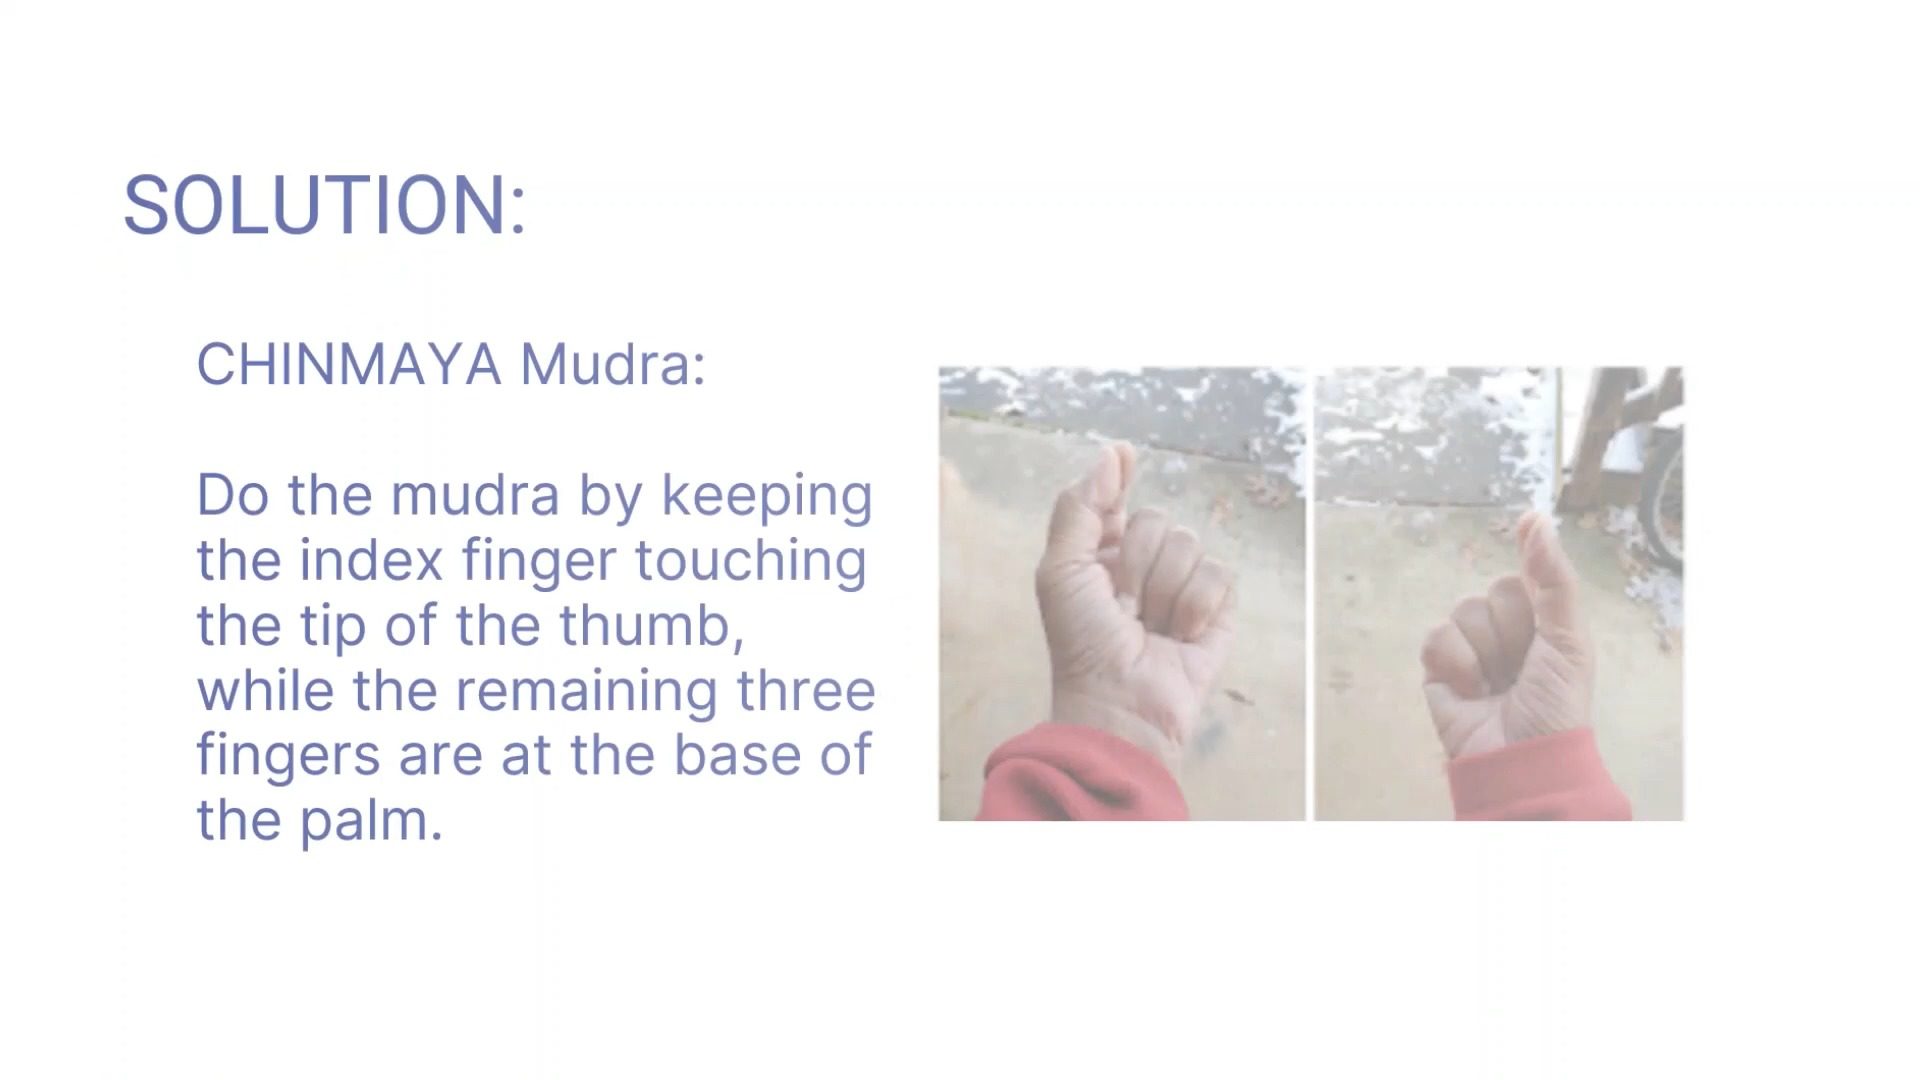 SOLUTION:
CHINMAYA Mudra:
Do the mudra by keeping
the index finger touching
the tip of the thumb,
while the remaining three
fingers are at the base of
the palm.